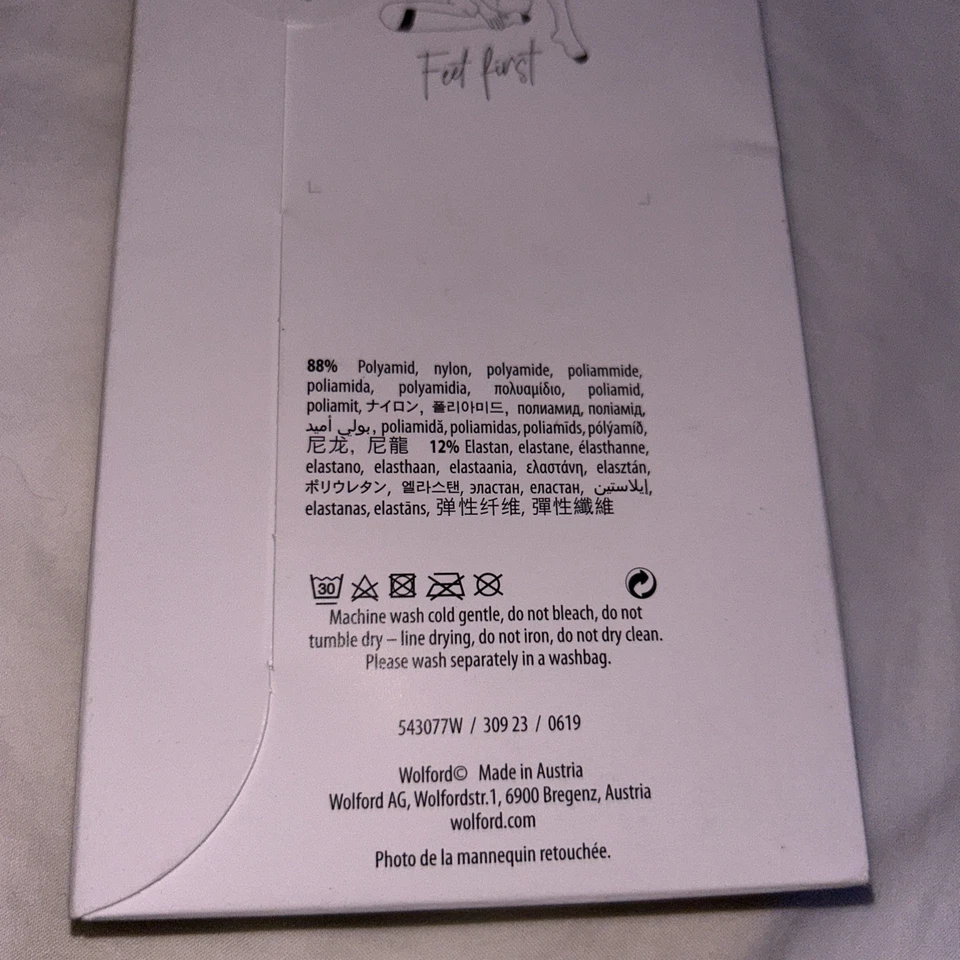 Feet first
88% Polyamid, nylon, polyamide, poliammide,
poliamida, polyamidia, πολυαμίδιο, poliamid,
poliamit, ナイロン, 폴리아미드, полиамид, поліамід,
بولي أميد, poliamidă, poliamidas, poliamīds, pólýamíð,
尼龙, 尼龍 12% Elastan, elastane, élasthanne,
elastano, elasthaan, elastaania, ελαστάνη, elasztán,
ポリウレタン, 엘라스탄, эластан, еластан, إيلاستين,
elastanas, elastāns, 弹性纤维, 彈性纖維
30
Machine wash cold gentle, do not bleach, do not
tumble dry – line drying, do not iron, do not dry clean.
Please wash separately in a washbag.
543077W / 309 23 / 0619
Wolford© Made in Austria
Wolford AG, Wolfordstr.1, 6900 Bregenz, Austria
wolford.com
Photo de la mannequin retouchée.